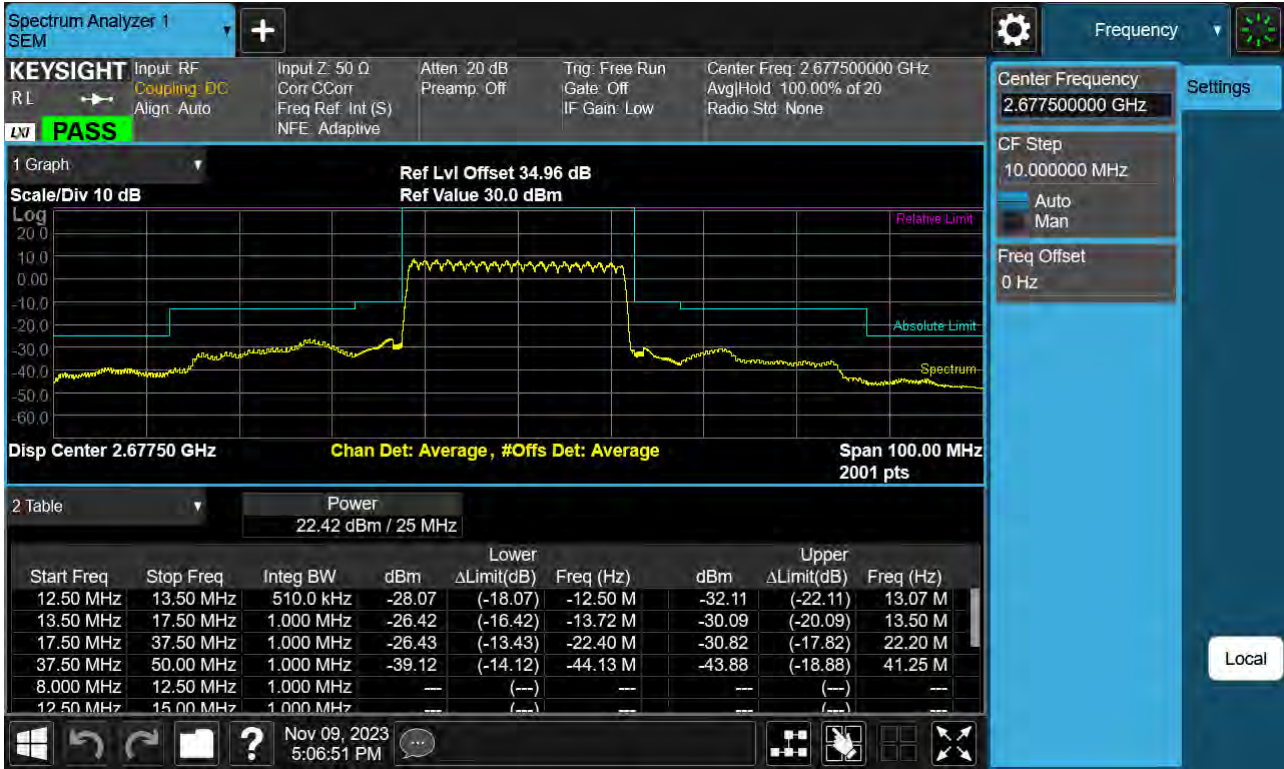 Spectrum Analyzer 1
SEM
+
Frequency
KEYSIGHT
R L
LXI
PASS
Input: RF
Coupling: DC
Align: Auto
Input Z: 50 Ω
Corr CCorr
Freq Ref: Int (S)
NFE: Adaptive
Atten: 20 dB
Preamp: Off
Trig: Free Run
Gate: Off
IF Gain: Low
Center Freq: 2.677500000 GHz
Avg|Hold: 100.00% of 20
Radio Std: None
Center Frequency
2.677500000 GHz
Settings
CF Step
10.000000 MHz
Auto
Man
Freq Offset
0 Hz
Local
1 Graph
Scale/Div 10 dB
Ref Lvl Offset 34.96 dB
Ref Value 30.0 dBm
Log
20.0
10.0
0.00
-10.0
-20.0
-30.0
-40.0
-50.0
-60.0
Relative Limit
Absolute Limit
Spectrum
Disp Center 2.67750 GHz
Chan Det: Average, #Offs Det: Average
Span 100.00 MHz
2001 pts
2 Table
Power
22.42 dBm / 25 MHz
Lower Upper
Start Freq Stop Freq Integ BW dBm ΔLimit(dB) Freq (Hz) dBm ΔLimit(dB) Freq (Hz)
12.50 MHz 13.50 MHz 510.0 kHz -28.07 (-18.07) -12.50 M -32.11 (-22.11) 13.07 M
13.50 MHz 17.50 MHz 1.000 MHz -26.42 (-16.42) -13.72 M -30.09 (-20.09) 13.50 M
17.50 MHz 37.50 MHz 1.000 MHz -26.43 (-13.43) -22.40 M -30.82 (-17.82) 22.20 M
37.50 MHz 50.00 MHz 1.000 MHz -39.12 (-14.12) -44.13 M -43.88 (-18.88) 41.25 M
8.000 MHz 12.50 MHz 1.000 MHz --- (---) --- --- (---) ---
12.50 MHz 15.00 MHz 1.000 MHz --- (---) --- --- (---) ---
?
Nov 09, 2023
5:06:51 PM